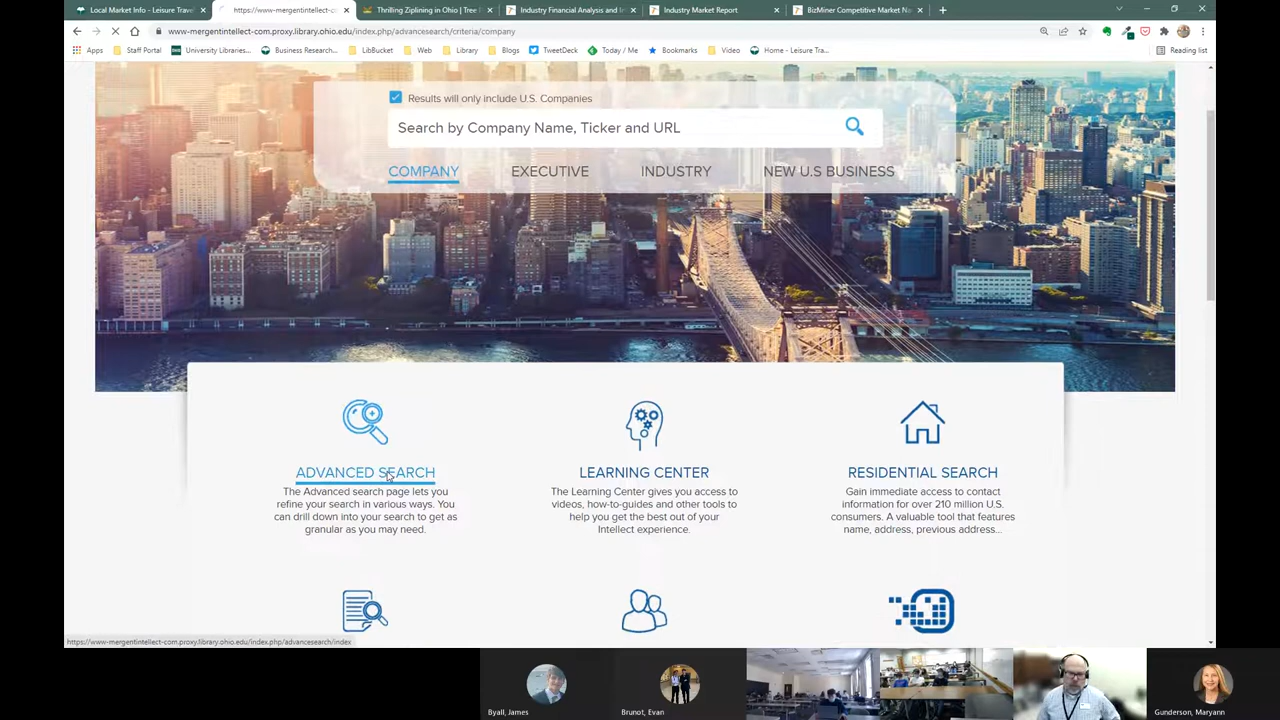 Local Market Info - Leisure Travel
https://www-mergentintellect-co
Thrilling Ziplining in Ohio | Tree
Industry Financial Analysis and
Industry Market Report
BizMiner Competitive Market
www-mergentintellect-com.proxy.library.ohio.edu/index.php/advancesearch/criteria/company
Apps
Staff Portal
University Libraries...
Business Research...
LibBucket
Web
Library
Blogs
TweetDeck
Today / Me
Bookmarks
Video
Home - Leisure Tra...
Reading list
Results will only include U.S. Companies
Search by Company Name, Ticker and URL
COMPANY
EXECUTIVE
INDUSTRY
NEW U.S BUSINESS
ADVANCED SEARCH
The Advanced search page lets you
refine your search in various ways. You
can drill down into your search to get as
granular as you may need.
LEARNING CENTER
The Learning Center gives you access to
videos, how-to-guides and other tools to
help you get the best out of your
Intellect experience.
RESIDENTIAL SEARCH
Gain immediate access to contact
information for over 210 million U.S.
consumers. A valuable tool that features
name, address, previous address...
https://www-mergentintellect-com.proxy.library.ohio.edu/index.php/advancesearch/index
Byall, James
Brunot, Evan
Gunderson, Maryann